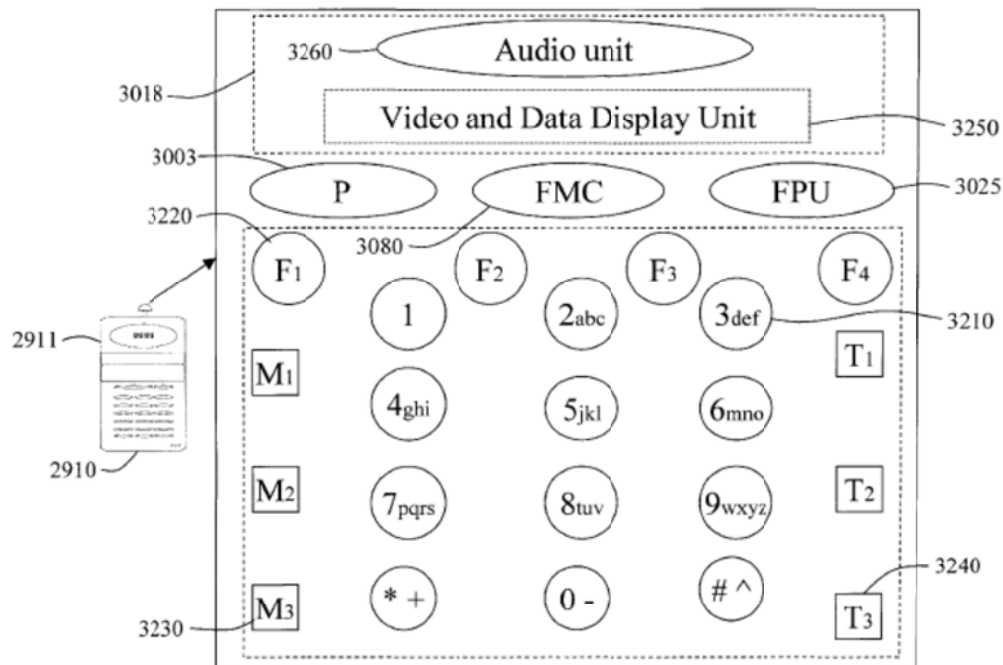 3260 Audio unit
3018
Video and Data Display Unit 3250
3003
P FMC FPU 3025
3220 3080
F1 F2 F3 F4
1 2abc 3def 3210
2911
M1 T1
4ghi 5jkl 6mno
2910
M2 T2
7pqrs 8tuv 9wxyz
3240
* + 0 - # ^
M3 T3
3230